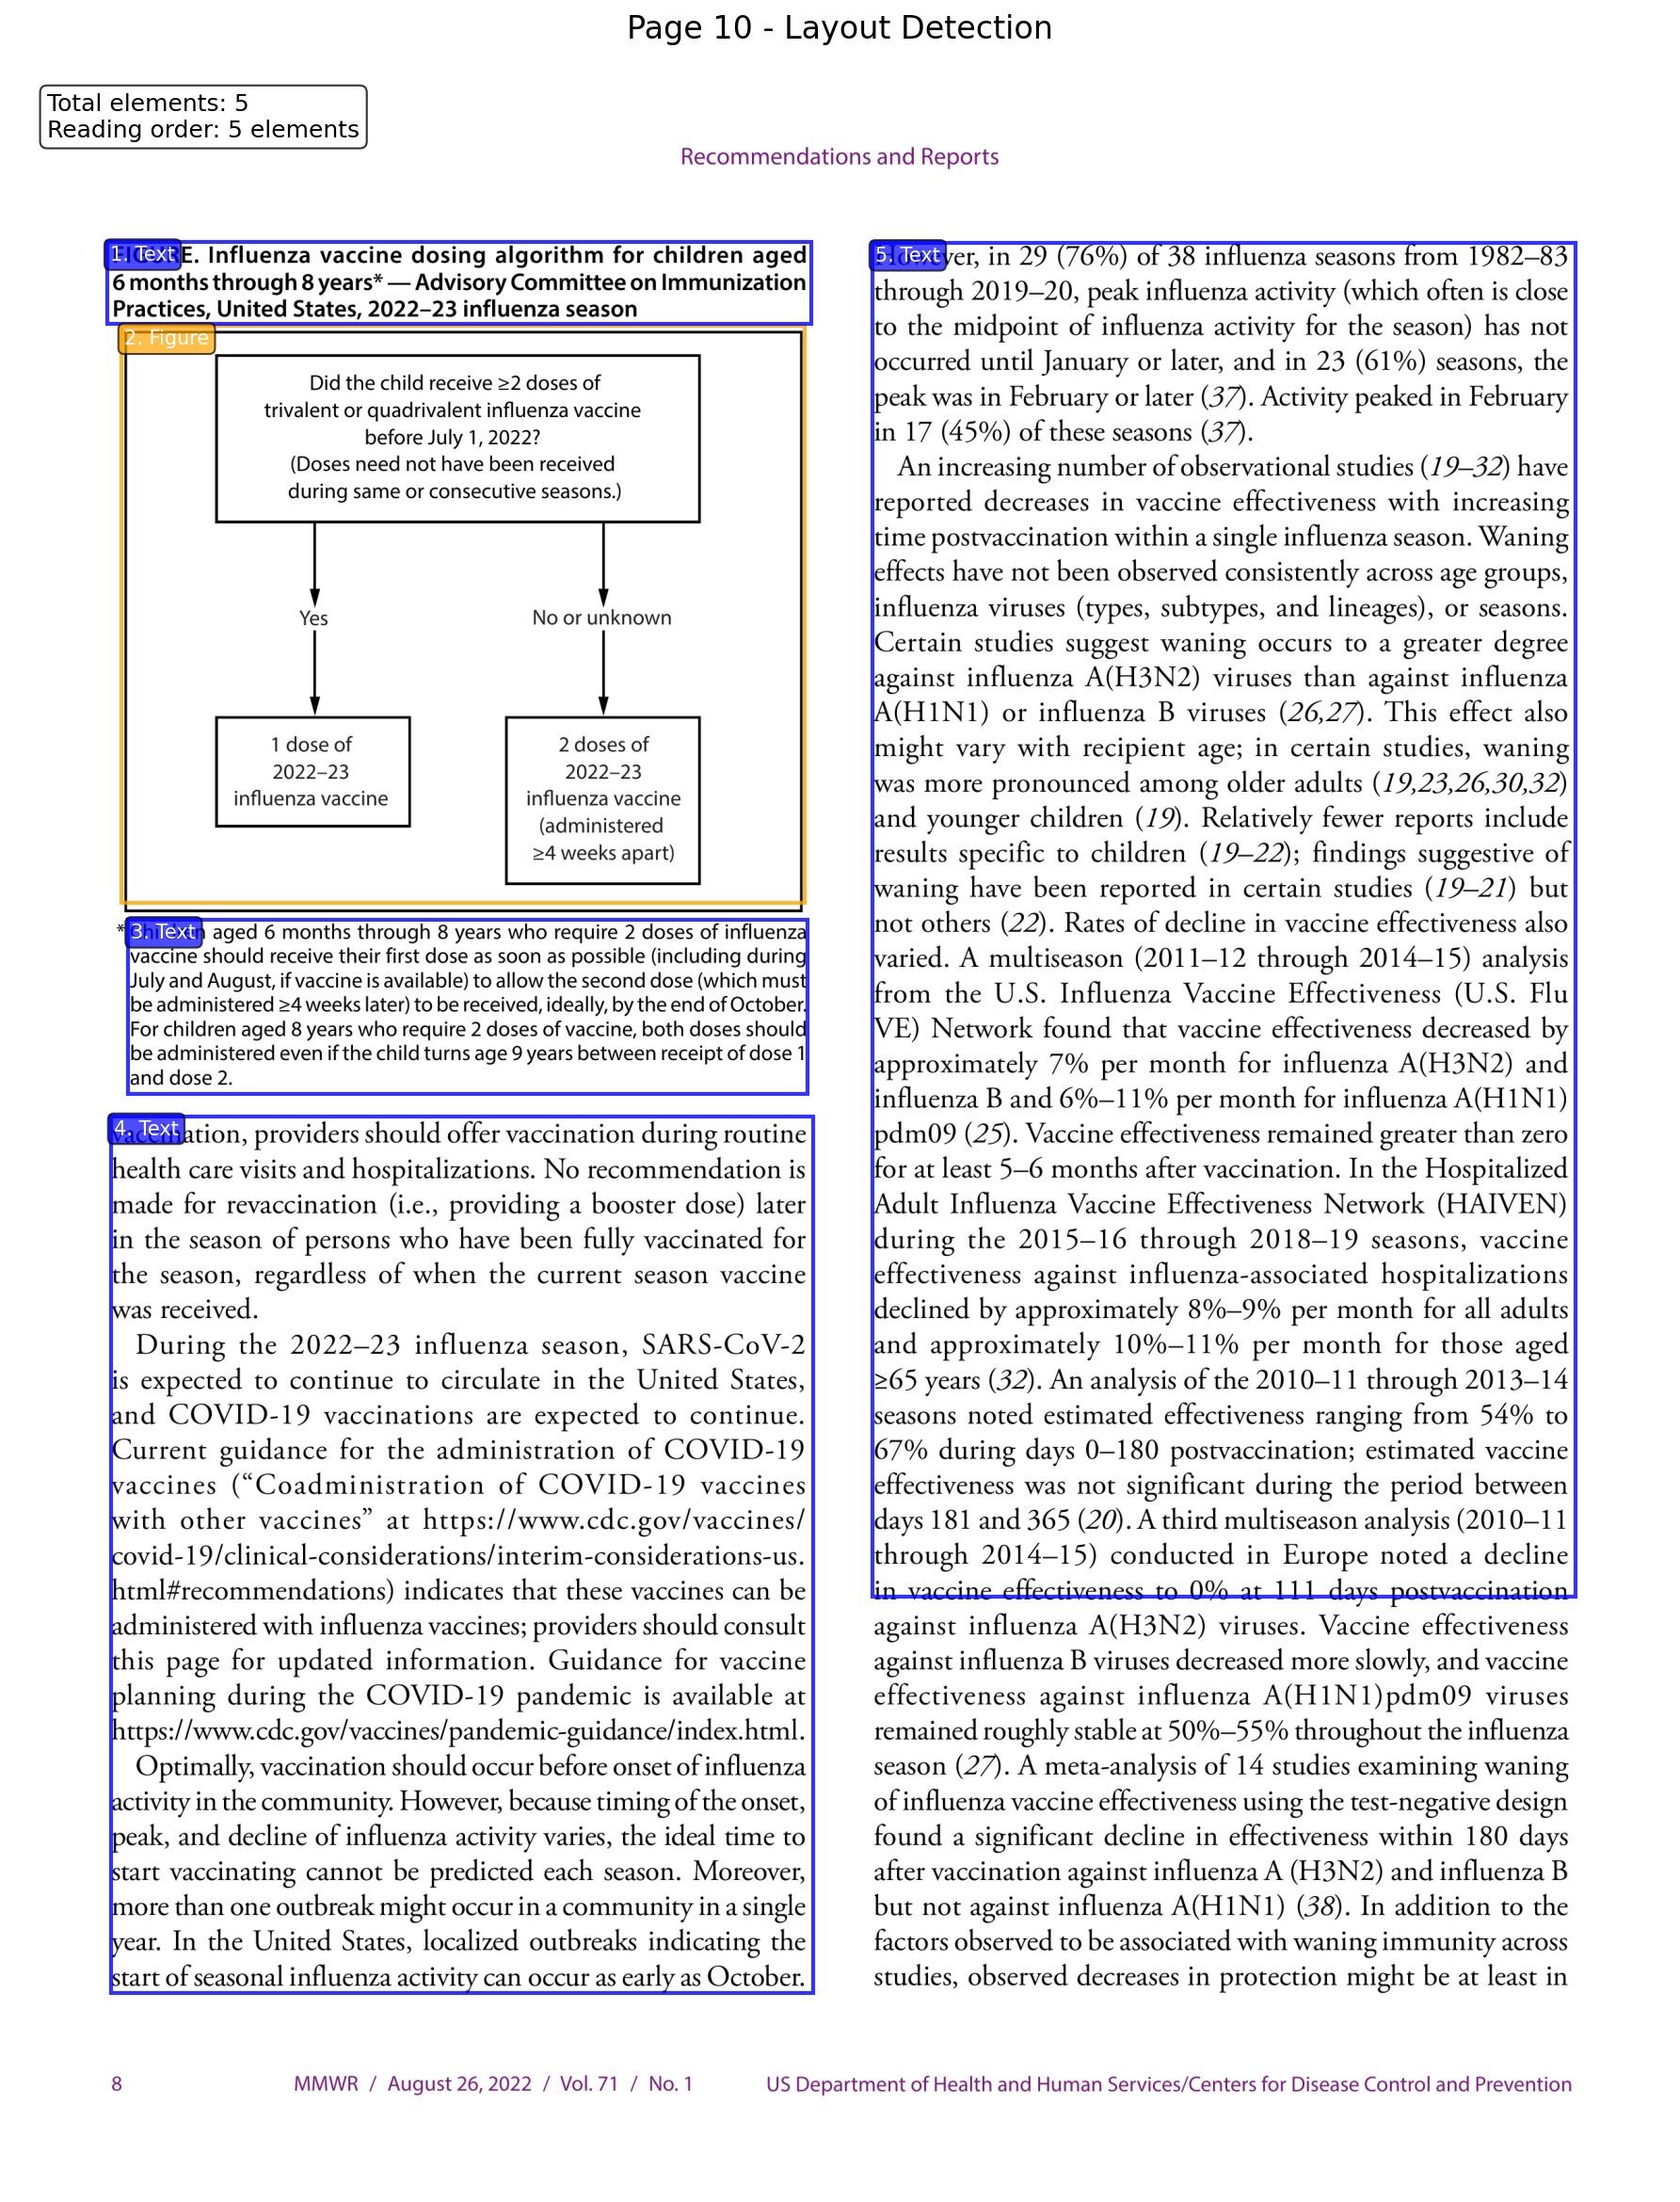 Page 10 - Layout Detection
Total elements: 5
Reading order: 5 elements
Recommendations and Reports
1. Text
E. Influenza vaccine dosing algorithm for children aged
6 months through 8 years* — Advisory Committee on Immunization
Practices, United States, 2022–23 influenza season
2. Figure
Did the child receive ≥2 doses of
trivalent or quadrivalent influenza vaccine
before July 1, 2022?
(Doses need not have been received
during same or consecutive seasons.)
Yes
No or unknown
1 dose of
2022–23
influenza vaccine
2 doses of
2022–23
influenza vaccine
(administered
≥4 weeks apart)
3. Text
* Children aged 6 months through 8 years who require 2 doses of influenza
vaccine should receive their first dose as soon as possible (including during
July and August, if vaccine is available) to allow the second dose (which must
be administered ≥4 weeks later) to be received, ideally, by the end of October.
For children aged 8 years who require 2 doses of vaccine, both doses should
be administered even if the child turns age 9 years between receipt of dose 1
and dose 2.
4. Text
vaccination, providers should offer vaccination during routine
health care visits and hospitalizations. No recommendation is
made for revaccination (i.e., providing a booster dose) later
in the season of persons who have been fully vaccinated for
the season, regardless of when the current season vaccine
was received.
During the 2022–23 influenza season, SARS-CoV-2
is expected to continue to circulate in the United States,
and COVID-19 vaccinations are expected to continue.
Current guidance for the administration of COVID-19
vaccines (“Coadministration of COVID-19 vaccines
with other vaccines” at https://www.cdc.gov/vaccines/
covid-19/clinical-considerations/interim-considerations-us.
html#recommendations) indicates that these vaccines can be
administered with influenza vaccines; providers should consult
this page for updated information. Guidance for vaccine
planning during the COVID-19 pandemic is available at
https://www.cdc.gov/vaccines/pandemic-guidance/index.html.
Optimally, vaccination should occur before onset of influenza
activity in the community. However, because timing of the onset,
peak, and decline of influenza activity varies, the ideal time to
start vaccinating cannot be predicted each season. Moreover,
more than one outbreak might occur in a community in a single
year. In the United States, localized outbreaks indicating the
start of seasonal influenza activity can occur as early as October.
5. Text
However, in 29 (76%) of 38 influenza seasons from 1982–83
through 2019–20, peak influenza activity (which often is close
to the midpoint of influenza activity for the season) has not
occurred until January or later, and in 23 (61%) seasons, the
peak was in February or later (37). Activity peaked in February
in 17 (45%) of these seasons (37).
An increasing number of observational studies (19–32) have
reported decreases in vaccine effectiveness with increasing
time postvaccination within a single influenza season. Waning
effects have not been observed consistently across age groups,
influenza viruses (types, subtypes, and lineages), or seasons.
Certain studies suggest waning occurs to a greater degree
against influenza A(H3N2) viruses than against influenza
A(H1N1) or influenza B viruses (26,27). This effect also
might vary with recipient age; in certain studies, waning
was more pronounced among older adults (19,23,26,30,32)
and younger children (19). Relatively fewer reports include
results specific to children (19–22); findings suggestive of
waning have been reported in certain studies (19–21) but
not others (22). Rates of decline in vaccine effectiveness also
varied. A multiseason (2011–12 through 2014–15) analysis
from the U.S. Influenza Vaccine Effectiveness (U.S. Flu
VE) Network found that vaccine effectiveness decreased by
approximately 7% per month for influenza A(H3N2) and
influenza B and 6%–11% per month for influenza A(H1N1)
pdm09 (25). Vaccine effectiveness remained greater than zero
for at least 5–6 months after vaccination. In the Hospitalized
Adult Influenza Vaccine Effectiveness Network (HAIVEN)
during the 2015–16 through 2018–19 seasons, vaccine
effectiveness against influenza-associated hospitalizations
declined by approximately 8%–9% per month for all adults
and approximately 10%–11% per month for those aged
≥65 years (32). An analysis of the 2010–11 through 2013–14
seasons noted estimated effectiveness ranging from 54% to
67% during days 0–180 postvaccination; estimated vaccine
effectiveness was not significant during the period between
days 181 and 365 (20). A third multiseason analysis (2010–11
through 2014–15) conducted in Europe noted a decline
in vaccine effectiveness to 0% at 111 days postvaccination
against influenza A(H3N2) viruses. Vaccine effectiveness
against influenza B viruses decreased more slowly, and vaccine
effectiveness against influenza A(H1N1)pdm09 viruses
remained roughly stable at 50%–55% throughout the influenza
season (27). A meta-analysis of 14 studies examining waning
of influenza vaccine effectiveness using the test-negative design
found a significant decline in effectiveness within 180 days
after vaccination against influenza A (H3N2) and influenza B
but not against influenza A(H1N1) (38). In addition to the
factors observed to be associated with waning immunity across
studies, observed decreases in protection might be at least in
8 MMWR / August 26, 2022 / Vol. 71 / No. 1 US Department of Health and Human Services/Centers for Disease Control and Prevention